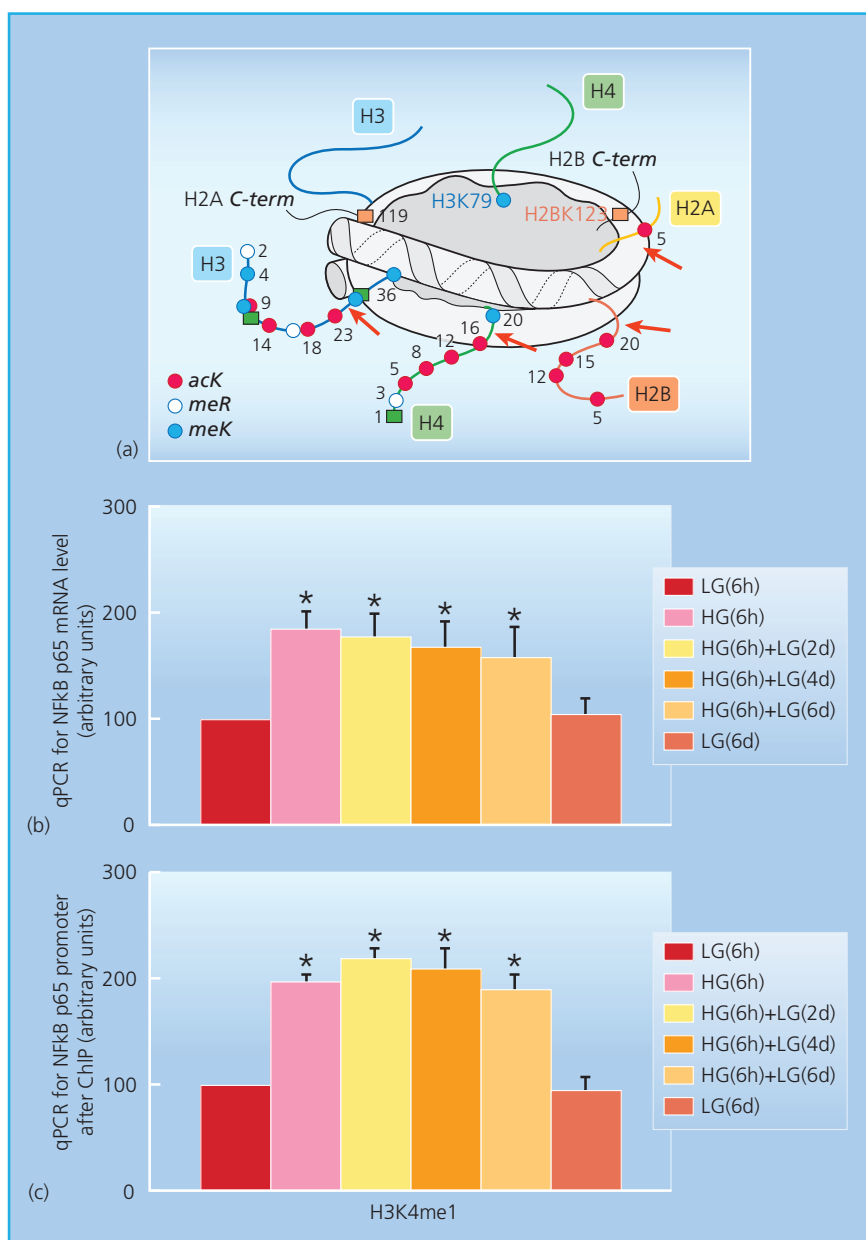 H4
H3
H2B C-term
H2A C-term
H3K79
H2BK123
H2A
119
5
H3
2
4
9
36
14
18
23
20
16
12
8
5
3
1
20
15
12
5
H2B
H4
acK
meR
meK
(a)
300
200
100
0
qPCR for NFkB p65 mRNA level
(arbitrary units)
* * * *
LG(6h)
HG(6h)
HG(6h)+LG(2d)
HG(6h)+LG(4d)
HG(6h)+LG(6d)
LG(6d)
(b)
300
200
100
0
qPCR for NFkB p65 promoter
after ChIP (arbitrary units)
* * * *
LG(6h)
HG(6h)
HG(6h)+LG(2d)
HG(6h)+LG(4d)
HG(6h)+LG(6d)
LG(6d)
(c)
H3K4me1